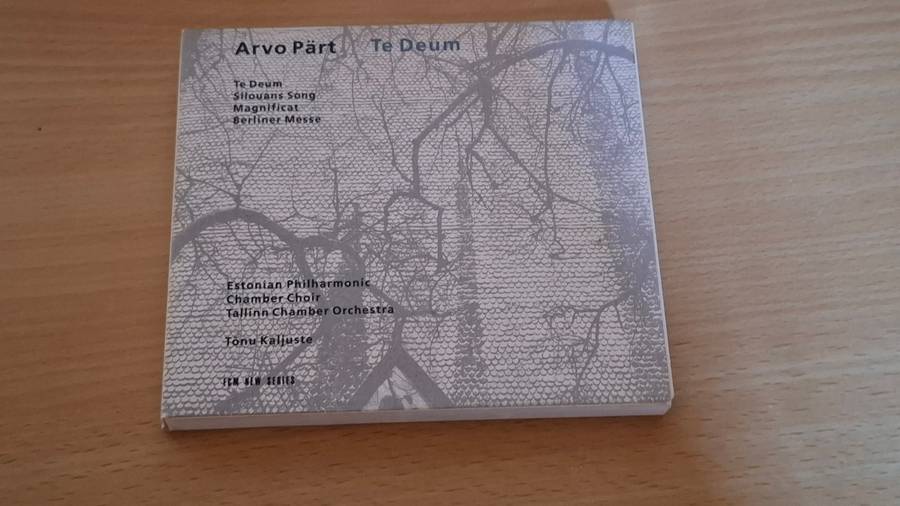 Arvo Pärt Te Deum
Te Deum
Silouans Song
Magnificat
Berliner Messe
Estonian Philharmonic
Chamber Choir
Tallinn Chamber Orchestra
Tõnu Kaljuste
ECM NEW SERIES